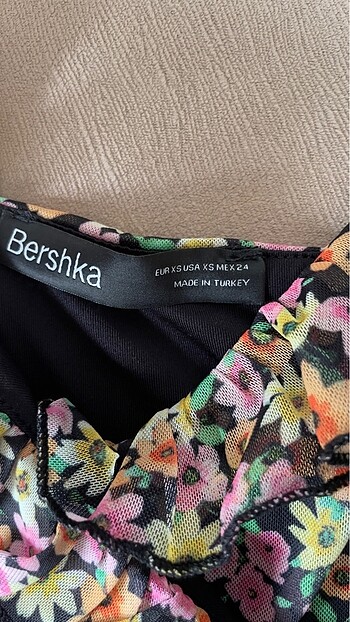 Bershka
EUR XS USA XS MEX 24
MADE IN TURKEY